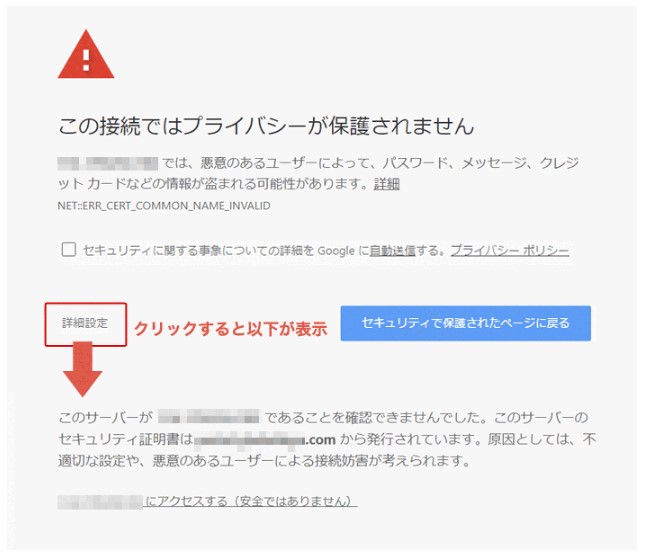 この接続ではプライバシーが保護されません
では、悪意のあるユーザーによって、パスワード、メッセージ、クレジ
ット カードなどの情報が盗まれる可能性があります。詳細
NET::ERR_CERT_COMMON_NAME_INVALID
セキュリティに関する事象についての詳細を Google に自動送信する。プライバシー ポリシー
詳細設定
クリックすると以下が表示
セキュリティで保護されたページに戻る
このサーバーが であることを確認できませんでした。このサーバーの
セキュリティ証明書は .com から発行されています。原因としては、不
適切な設定や、悪意のあるユーザーによる接続妨害が考えられます。
にアクセスする（安全ではありません）